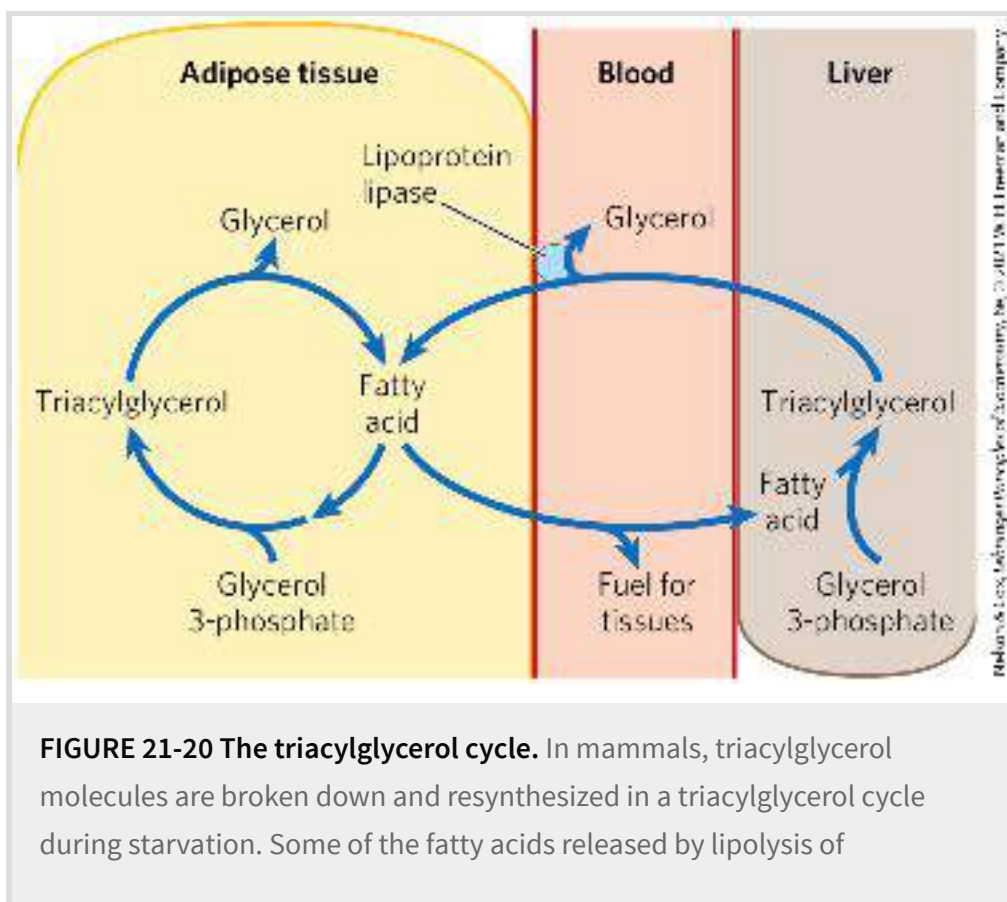 Adipose tissue
Blood
Liver
Lipoprotein
lipase
Glycerol
Glycerol
Triacylglycerol
Fatty
acid
Triacylglycerol
Fatty
acid
Glycerol
3-phosphate
Fuel for
tissues
Glycerol
3-phosphate
FIGURE 21-20 The triacylglycerol cycle. In mammals, triacylglycerol
molecules are broken down and resynthesized in a triacylglycerol cycle
during starvation. Some of the fatty acids released by lipolysis of